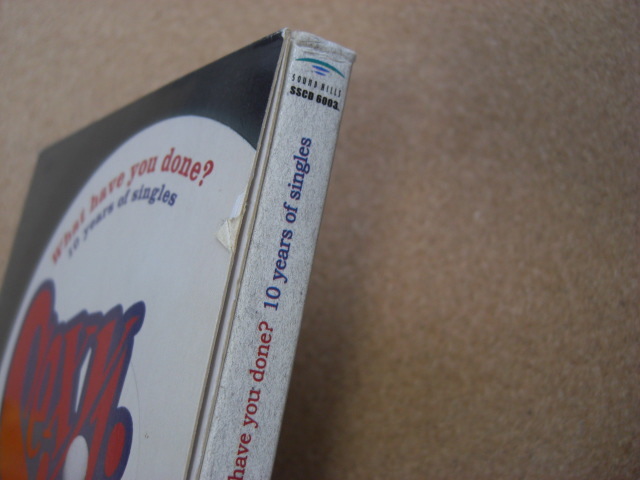 SOUND HILLS
SSCD 6003
have you done? 10 years of singles
What have you done?
10 years of singles